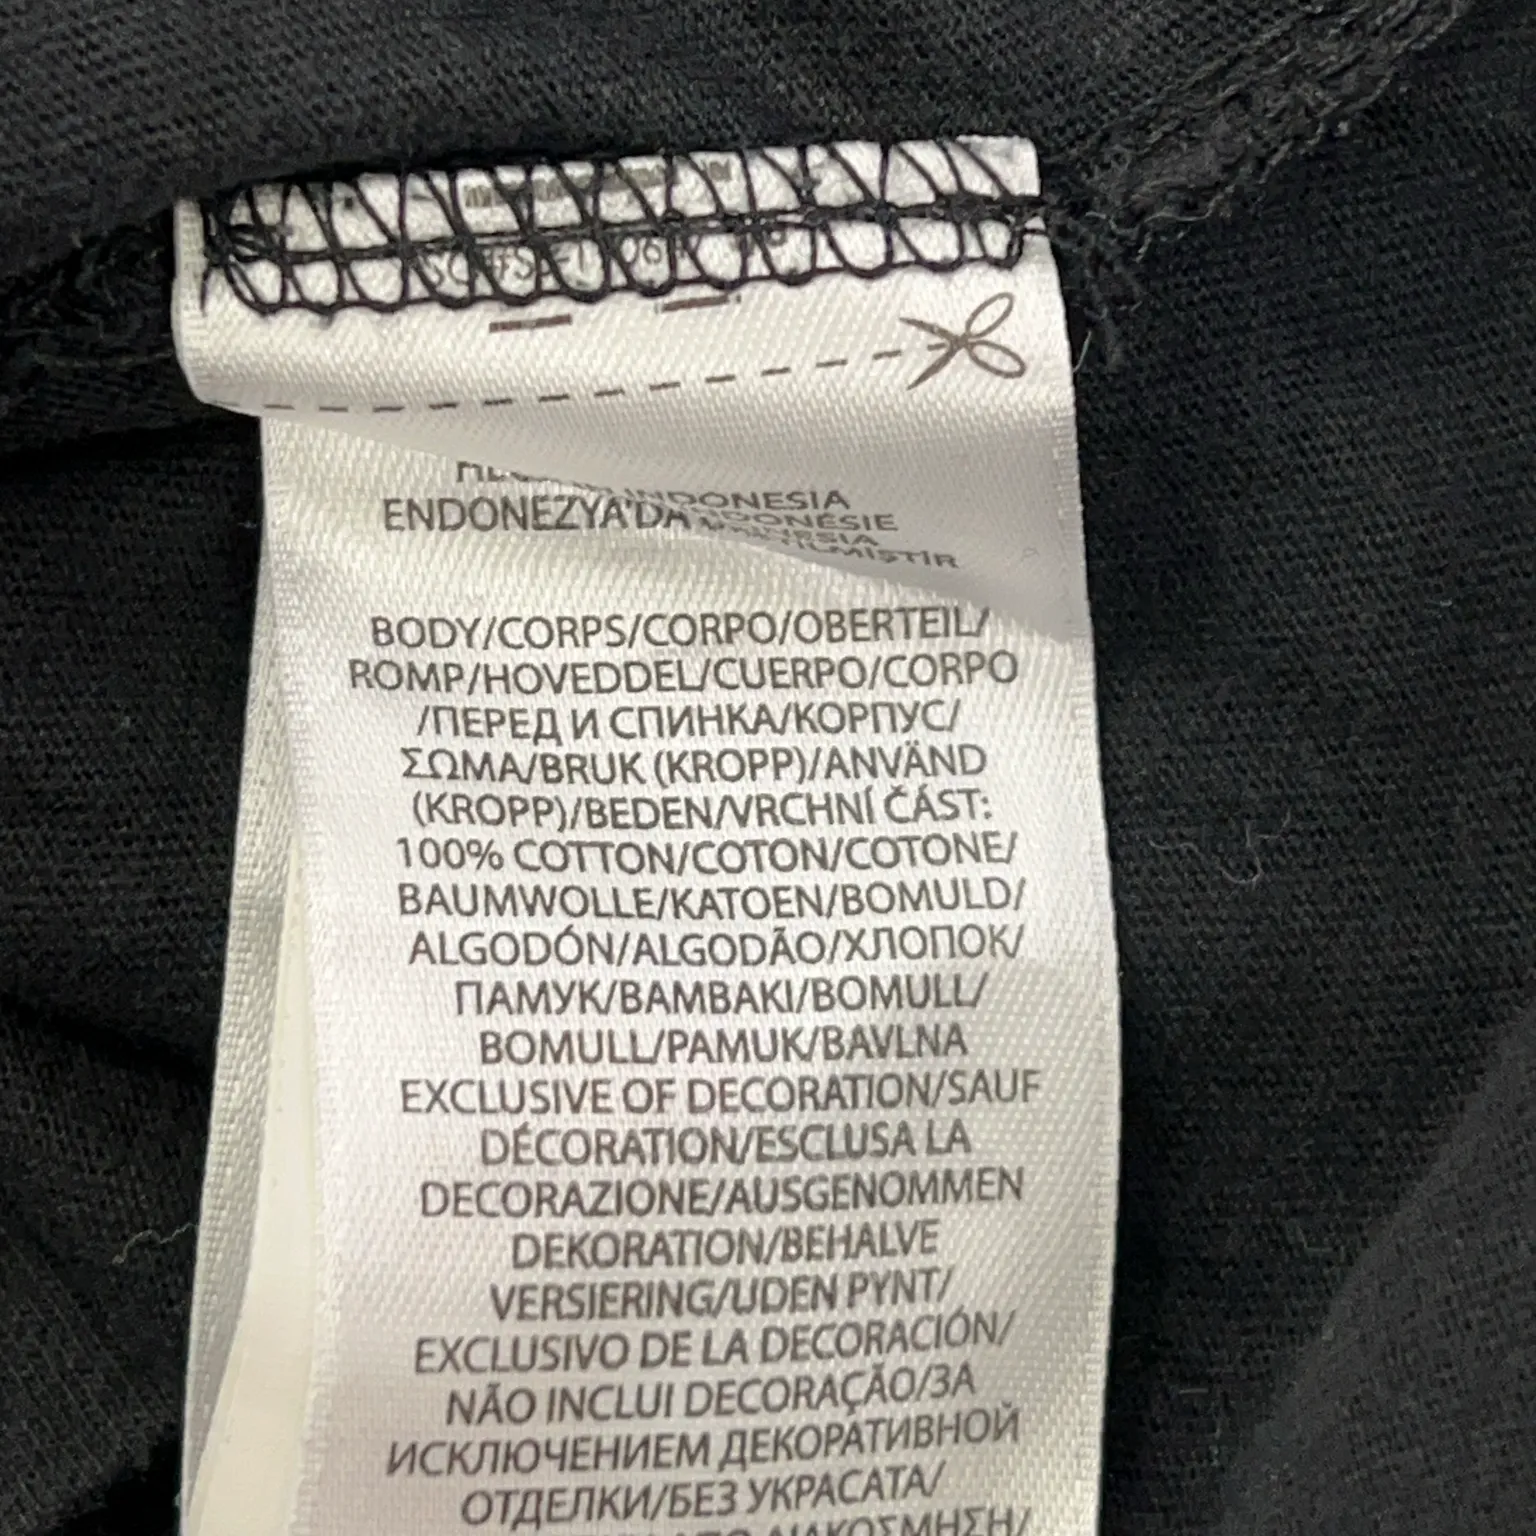 INDONESIA
ENDONEZYA'DA
BODY/CORPS/CORPO/OBERTEIL/
ROMP/HOVEDDEL/CUERPO/CORPO
/ПЕРЕД И СПИНКА/КОРПУС/
ΣΩΜΑ/BRUK (KROPP)/ANVÄND
(KROPP)/BEDEN/VRCHNÍ ČÁST:
100% COTTON/COTON/COTONE/
BAUMWOLLE/KATOEN/BOMULD/
ALGODÓN/ALGODÃO/ХЛОПОК/
ПАМУК/BAMBAKI/BOMULL/
BOMULL/PAMUK/BAVLNA
EXCLUSIVE OF DECORATION/SAUF
DÉCORATION/ESCLUSA LA
DECORAZIONE/AUSGENOMMEN
DEKORATION/BEHALVE
VERSIERING/UDEN PYNT/
EXCLUSIVO DE LA DECORACIÓN/
NÃO INCLUI DECORAÇÃO/ЗА
ИСКЛЮЧЕНИЕМ ДЕКОРАТИВНОЙ
ОТДЕЛКИ/БЕЗ УКРАСАТА/
ΔΙΑΚΟΣΜΗΣΗ/